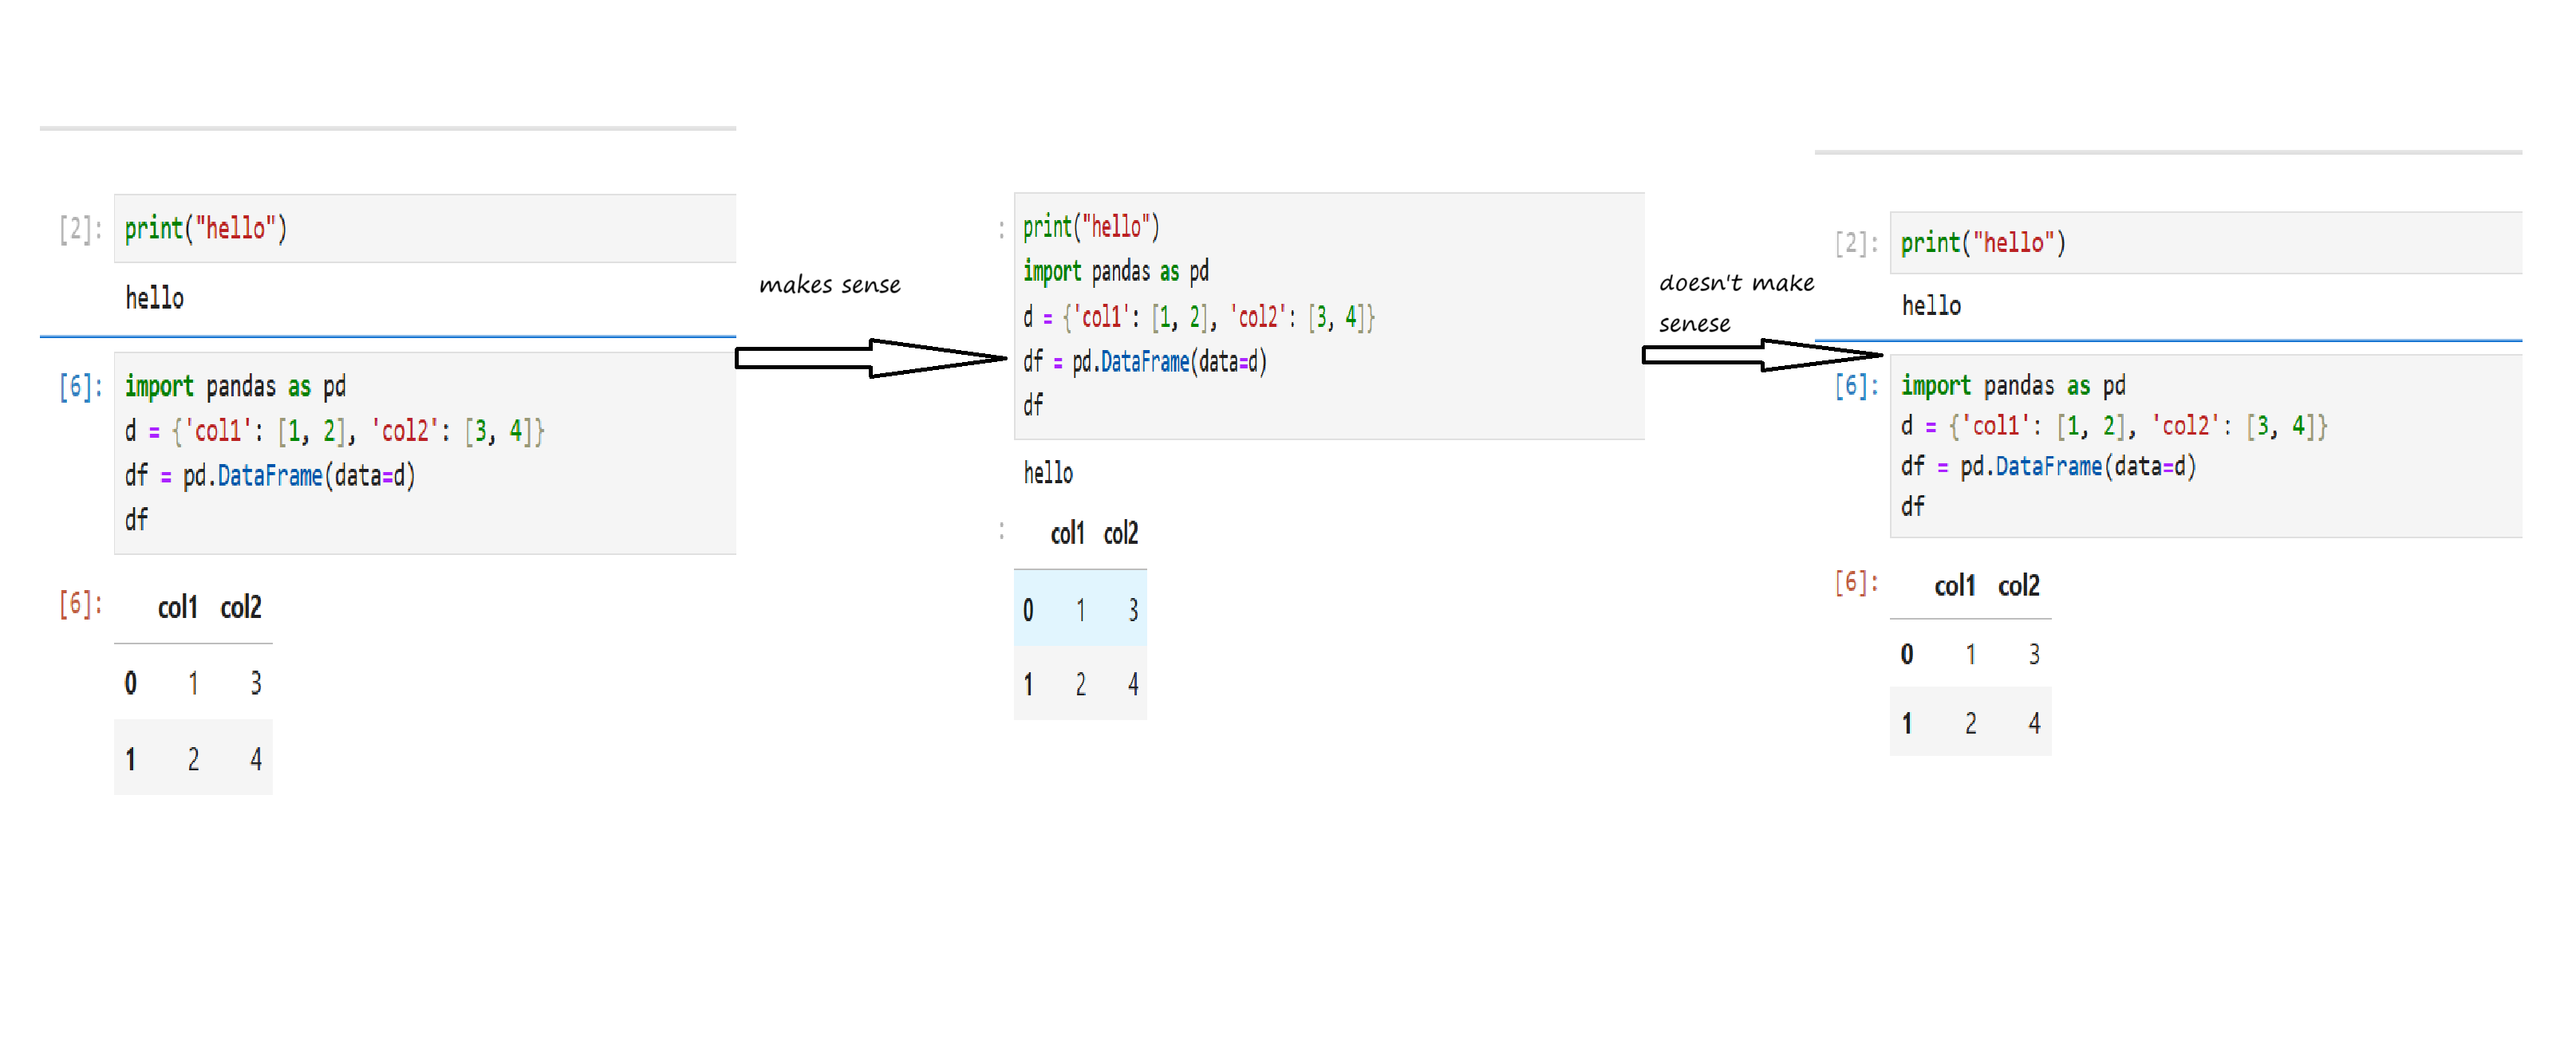 [2]: print("hello")
hello
[6]: import pandas as pd
d = {'col1': [1, 2], 'col2': [3, 4]}
df = pd.DataFrame(data=d)
df
[6]: col1 col2
0 1 3
1 2 4
makes sense
: print("hello")
import pandas as pd
d = {'col1': [1, 2], 'col2': [3, 4]}
df = pd.DataFrame(data=d)
df
hello
: col1 col2
0 1 3
1 2 4
doesn't make
senese
[2]: print("hello")
hello
[6]: import pandas as pd
d = {'col1': [1, 2], 'col2': [3, 4]}
df = pd.DataFrame(data=d)
df
[6]: col1 col2
0 1 3
1 2 4